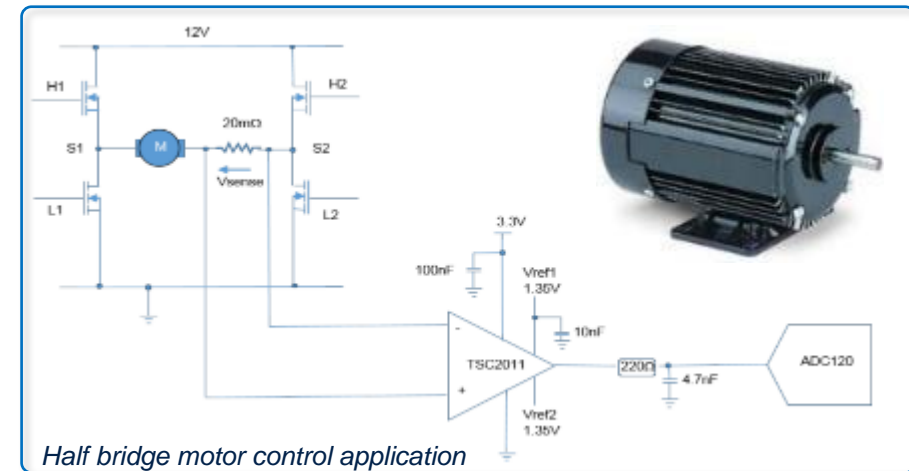 12V
H1
H2
20mΩ
S1
M
S2
Vsense
L1
L2
3.3V
100nF
Vref1
1.35V
10nF
-
TSC2011
+
220Ω
4.7nF
ADC120
Vref2
1.35V
Half bridge motor control application